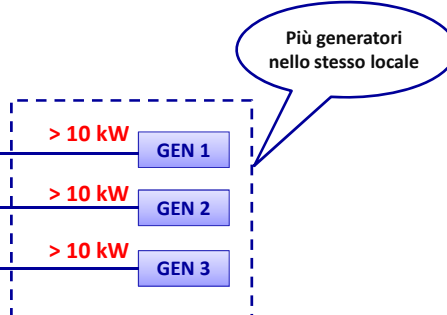 Più generatori
nello stesso locale
> 10 kW
GEN 1
> 10 kW
GEN 2
> 10 kW
GEN 3